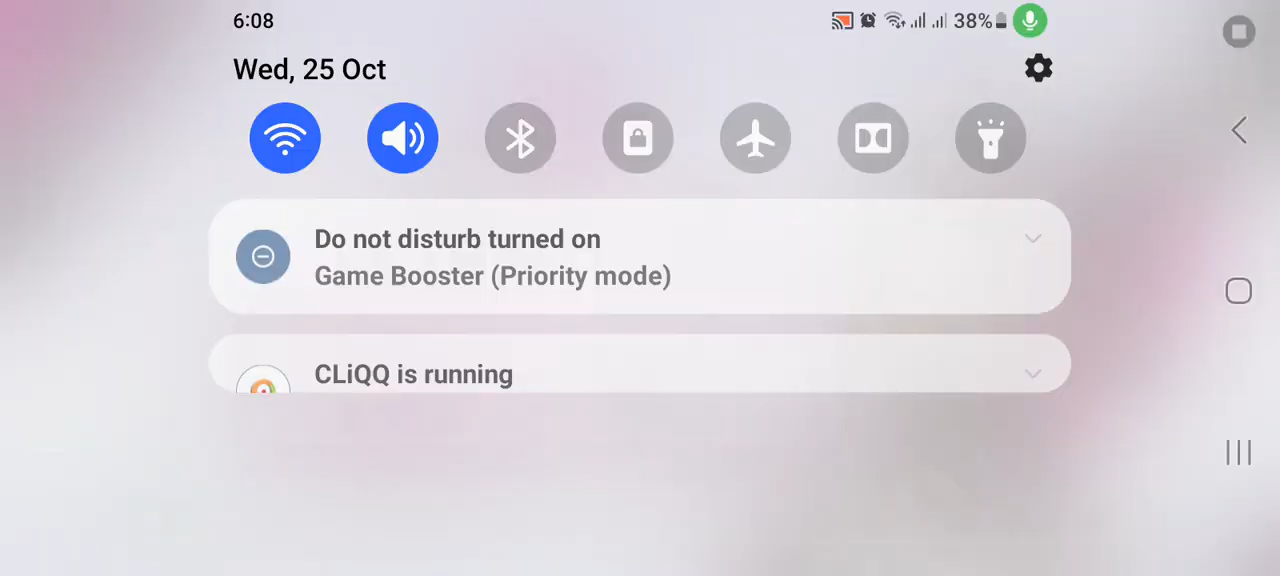 6:08
38%
Wed, 25 Oct
Do not disturb turned on
Game Booster (Priority mode)
CLiQQ is running